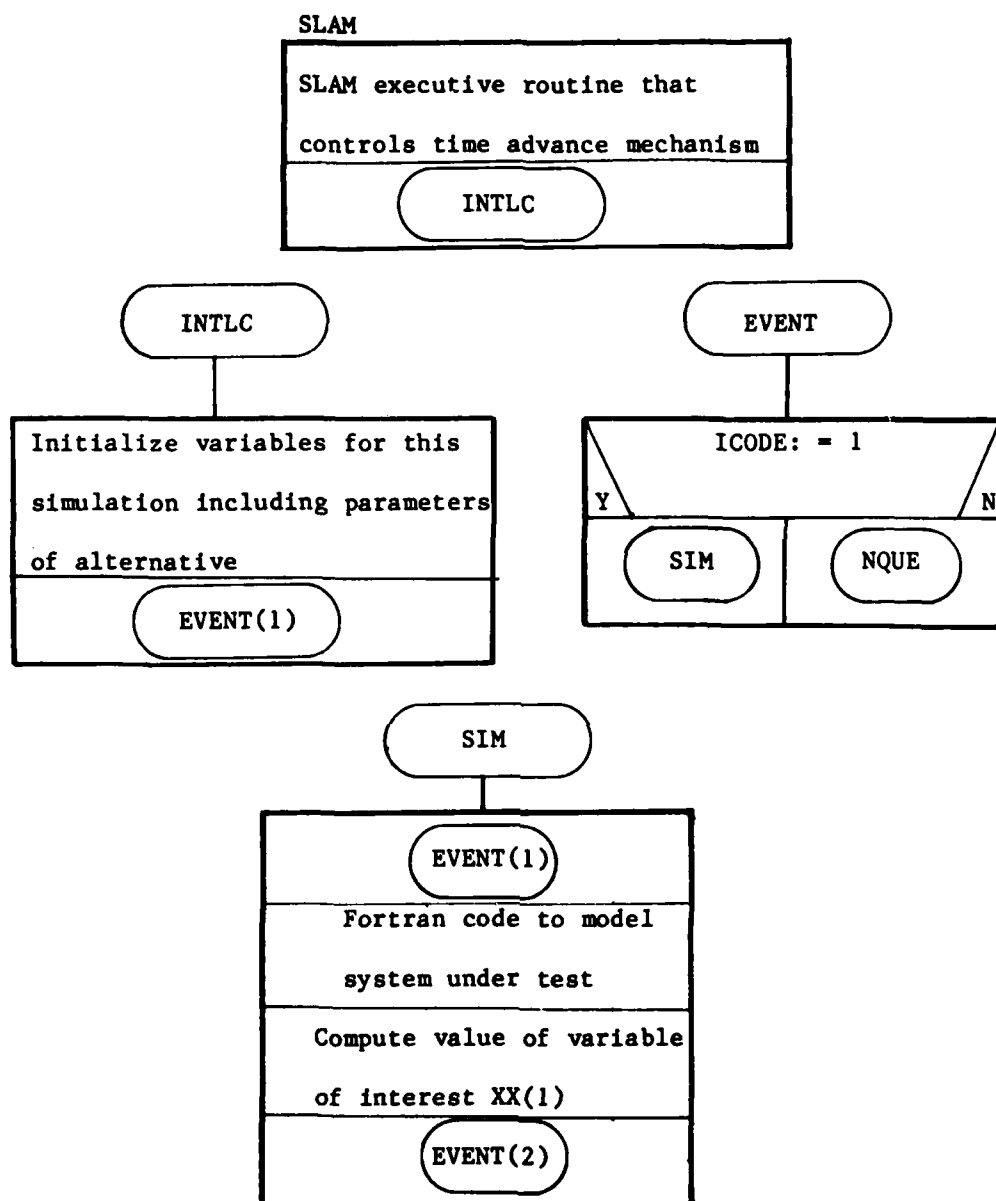 SLAM
SLAM executive routine that
controls time advance mechanism
INTLC
INTLC
Initialize variables for this
simulation including parameters
of alternative
EVENT(1)
EVENT
ICODE: = 1
Y
N
SIM
NQUE
SIM
EVENT(1)
Fortran code to model
system under test
Compute value of variable
of interest XX(1)
EVENT(2)